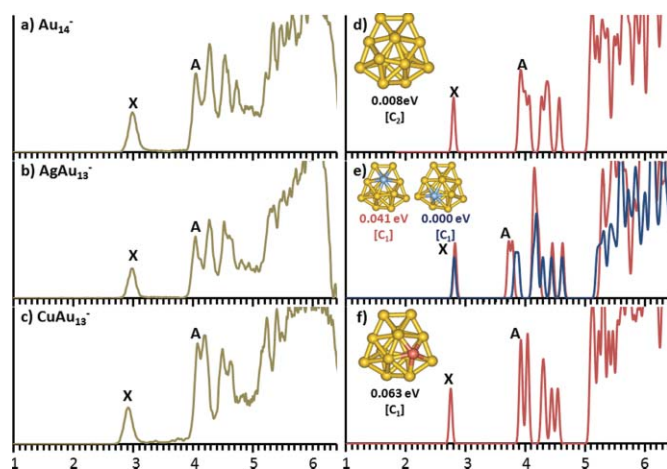 a) Au₁₄⁻
X
A
b) AgAu₁₃⁻
X
A
c) CuAu₁₃⁻
X
A
1 2 3 4 5 6
d)
0.008eV
[C₂]
X
A
e)
0.041 eV 0.000 eV
[C₁] [C₁]
X
A
f)
0.063 eV
[C₁]
X
A
1 2 3 4 5 6